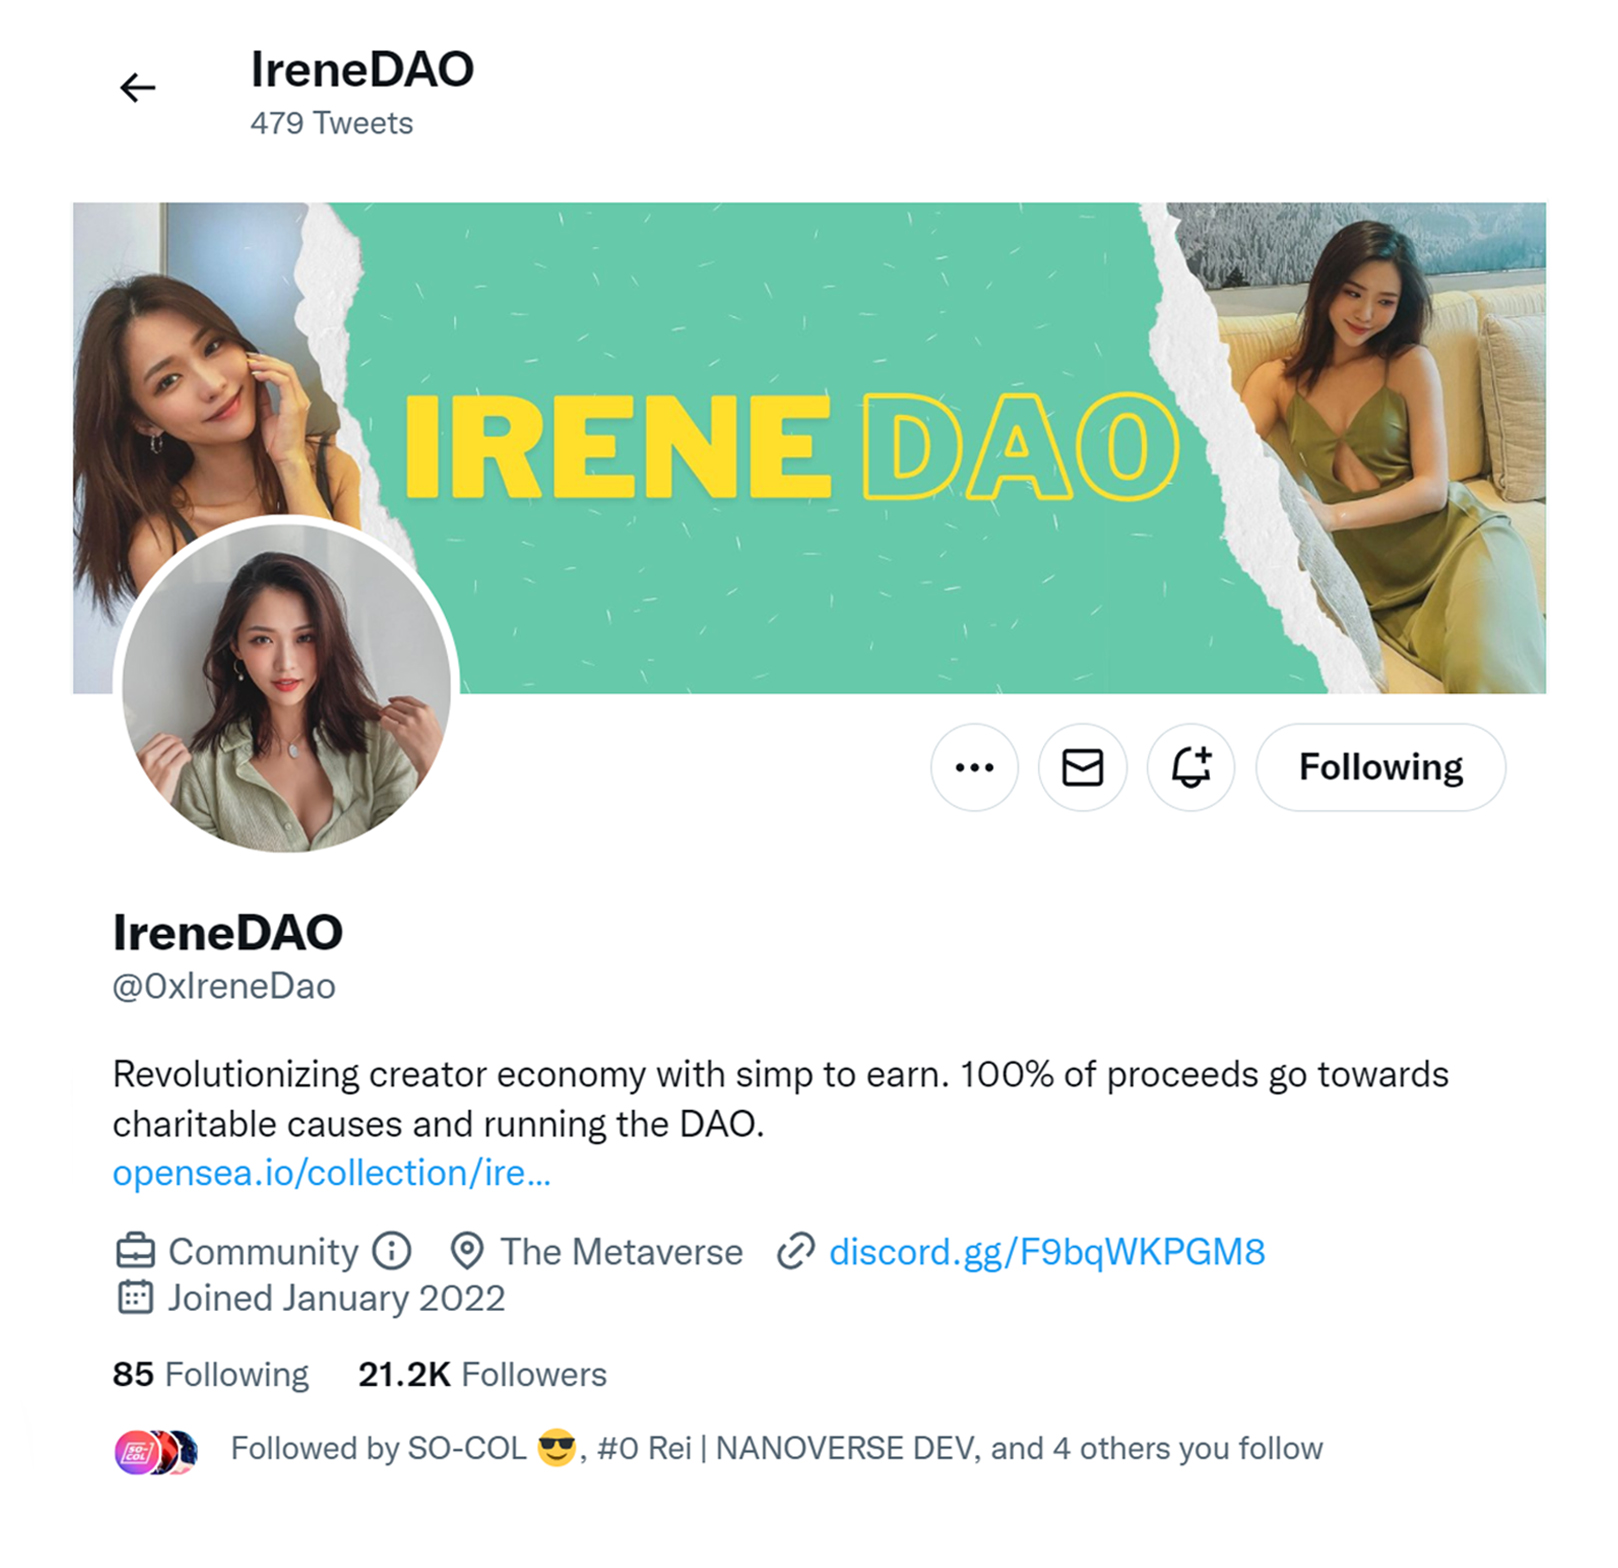 IreneDAO
479 Tweets
IRENE DAO
Following
IreneDAO
@0xIreneDao
Revolutionizing creator economy with simp to earn. 100% of proceeds go towards
charitable causes and running the DAO.
opensea.io/collection/ire...
Community The Metaverse discord.gg/F9bqWKPGM8
Joined January 2022
85 Following 21.2K Followers
SO-
COL
Followed by SO-COL 😎, #0 Rei | NANOVERSE DEV, and 4 others you follow